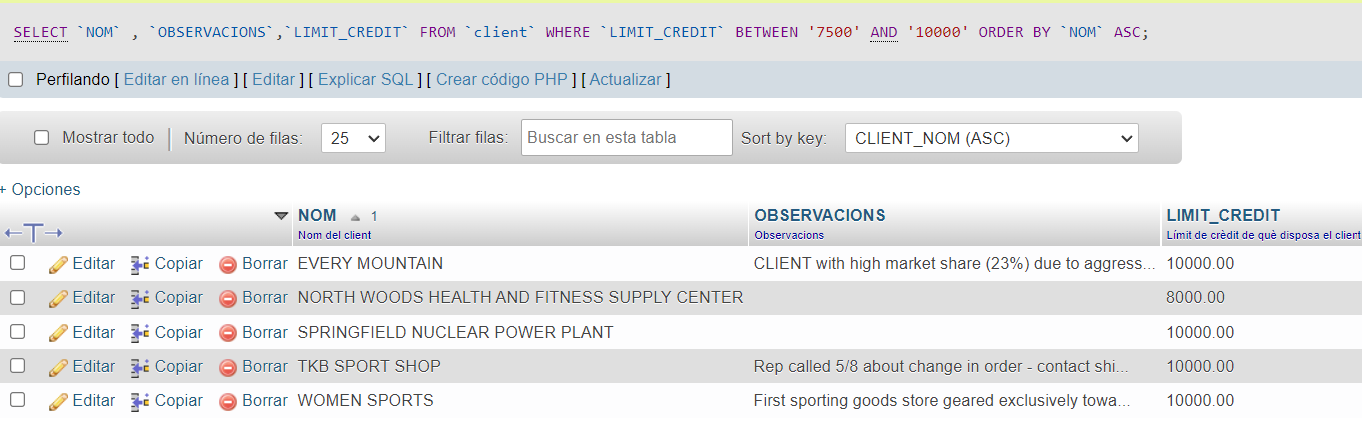 SELECT `NOM` , `OBSERVACIONS`,`LIMIT_CREDIT` FROM `client` WHERE `LIMIT_CREDIT` BETWEEN '7500' AND '10000' ORDER BY `NOM` ASC;
Perfilando [ Editar en línea ] [ Editar ] [ Explicar SQL ] [ Crear código PHP ] [ Actualizar ]
Mostrar todo | Número de filas: 25 Filtrar filas: Buscar en esta tabla Sort by key: CLIENT_NOM (ASC)
+ Opciones
←T→ NOM 1 OBSERVACIONS LIMIT_CREDIT
Nom del client Observacions Límit de crèdit de què disposa el client
Editar Copiar Borrar EVERY MOUNTAIN CLIENT with high market share (23%) due to aggress... 10000.00
Editar Copiar Borrar NORTH WOODS HEALTH AND FITNESS SUPPLY CENTER 8000.00
Editar Copiar Borrar SPRINGFIELD NUCLEAR POWER PLANT 10000.00
Editar Copiar Borrar TKB SPORT SHOP Rep called 5/8 about change in order - contact shi... 10000.00
Editar Copiar Borrar WOMEN SPORTS First sporting goods store geared exclusively towa... 10000.00